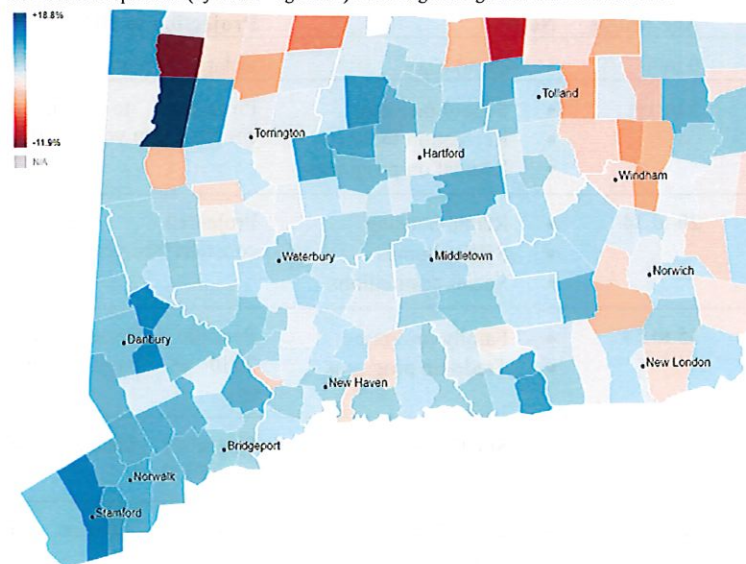 +18.8%
-11.9%
N/A
Tolland
Torrington
Hartford
Windham
Waterbury
Middletown
Norwich
Danbury
New Haven
New London
Bridgeport
Norwalk
Stamford